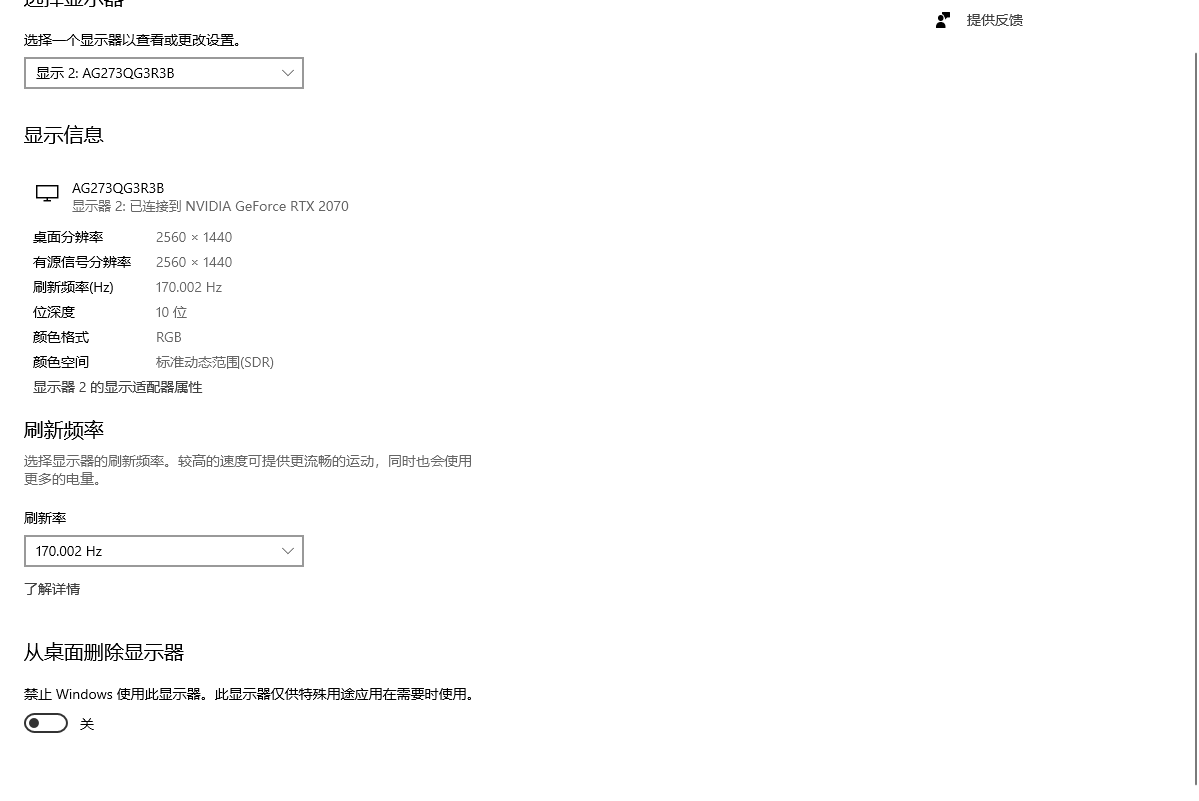 选择显示器
提供反馈
选择一个显示器以查看或更改设置。
显示 2: AG273QG3R3B
显示信息
AG273QG3R3B
显示器 2: 已连接到 NVIDIA GeForce RTX 2070
桌面分辨率 2560 × 1440
有源信号分辨率 2560 × 1440
刷新频率(Hz) 170.002 Hz
位深度 10 位
颜色格式 RGB
颜色空间 标准动态范围(SDR)
显示器 2 的显示适配器属性
刷新频率
选择显示器的刷新频率。较高的速度可提供更流畅的运动，同时也会使用
更多的电量。
刷新率
170.002 Hz
了解详情
从桌面删除显示器
禁止 Windows 使用此显示器。此显示器仅供特殊用途应用在需要时使用。
关